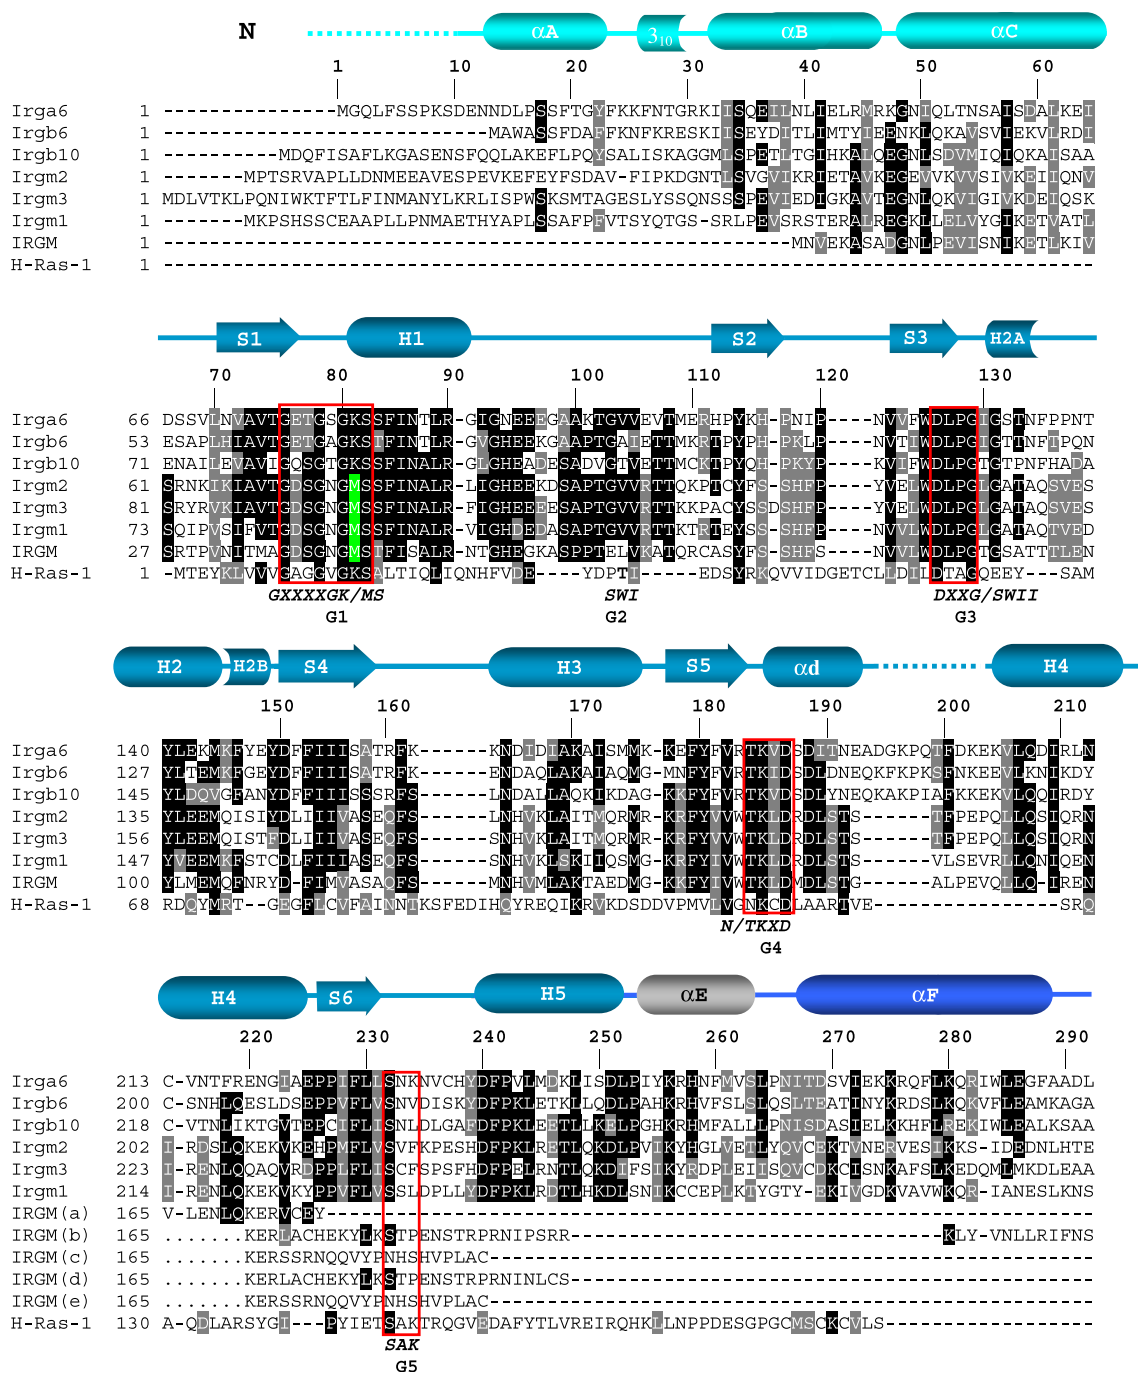 N αA 3₁₀ αB αC
1 10 20 30 40 50 60
Irga6 1 ---------------MGQLFSSPKSDENNDLPSSFTGYFKKFNTGRKIISQEILNLIELRMRKGNIQLTNSAISDALKEI
Irgb6 1 ----------------------------MAWASSFDAFFKNFKRESKIISEYDITLIMTYIEENKLQKAVSVIEKVLRDI
Irgb10 1 ----------MDQFISAFLKGASENSFQQLAKEFLPQYSALISKAGGMLSPETLTGIHKALQEGNLSDVMIQIQKAISAA
Irgm2 1 -------MPTSRVAPLLDNMEEAVESPEVKEFEYFSDAV-FIPKDGNTLSVGVIKRIETAVKEGEVVKVVSIVKEIIQNV
Irgm3 1 MDLVTKLPQNIWKTFTLFINMANYLKRLISPWSKSMTAGESLYSSQNSSSPEVIEDIGKAVTEGNLQKVIGIVKDEIQSK
Irgm1 1 -------MKPSHSSCEAAPLLPNMAETHYAPLSSAFPFVTSYQTGS-SRLPEVSRSTERALREGKLLELVYGIKETVATL
IRGM 1 ------------------------------------------------------MNVEKASADGNLPEVISNIKETLKIV
H-Ras-1 1 --------------------------------------------------------------------------------
S1 H1 S2 S3 H2A
70 80 90 100 110 120 130
Irga6 66 DSSVLNVAVTGETGSGKSSFINTLR-GIGNEEEGAAKTGVVEVTMERHPYKH-PNIP----NVVFWDLPGIGSTNFPPNT
Irgb6 53 ESAPLHIAVTGETGAGKSTFINTLR-GVGHEEKGAAPTGAIETTMKRTPYPH-PKLP----NVTIWDLPGIGTTNFTPQN
Irgb10 71 ENAILEVAVIGQSGTGKSSFINALR-GLGHEADESADVGTVETTMCKTPYQH-PKYP----KVIFWDLPGTGTPNFHADA
Irgm2 61 SRNKIKIAVTGDSGNGMSSFINALR-LIGHEEKDSAPTGVVRTTQKPTCYFS-SHFP----YVELWDLPGLGATAQSVES
Irgm3 81 SRYRVKIAVTGDSGNGMSSFINALR-FIGHEEEDSAPTGVVRTTKKPACYSS-SHFP----YVELWDLPGLGATAQSVES
Irgm1 73 SQIPVSIFVTGDSGNGMSSFINALR-VIGHDEDASAPTGVVRTTKTRTEYSS-SHFP----NVVLWDLPGLGATAQTVED
IRGM 27 SRTPVNITMAGDSGNGMSTFISALR-NTGHEGKASPPTELVKATQRCASYFS-SHFS----NVVLWDLPGTGSATTTLEN
H-Ras-1 1 -MTEYKLVVVGAGGVGKSALTIQLIQNHFVDE----YDPTI-----EDSYRKQVVIDGETCLLDILDTAGQEEY---SAM
GXXXXGK/MS SWI DXXG/SWII
G1 G2 G3
H2 H2B S4 H3 S5 αd H4
150 160 170 180 190 200 210
Irga6 140 YLEKMKFYEYDFFIIISATRFK------KNDIDIAKAISMMK-KEFYFVRTKVDSDITNEADGKPQTFDKEKVLQDIRLN
Irgb6 127 YLTEMKFGEYDFFIIISATRFK------ENDAQLAKAIAQMG-MNFYFVRTKIDSDLDNEQKFKPKSFNKEEVLKNIKDY
Irgb10 145 YLDQVGFANYDFFIIISSSRFS------LNDALLAQKIKDAG-KKFYFVRTKVDSDLYNEQKAKPIAFKKEKVLQQIRDY
Irgm2 135 YLEEMQISIYDLIIIVASEQFS------LNHVKLAITMQRMR-KRFYVVWTKLDRDLSTS-------TFPEPQLLQSIQRN
Irgm3 156 YLEEMQISTFDLIIIVASEQFS------SNHVKLAITMQRMR-KRFYVVWTKLDRDLSTS-------TFPEPQLLQSIQRN
Irgm1 147 YVEEMKFSTCDLFIIIASEQFS------SNHVKLSKIIQSMG-KRFYIVWTKLDRDLSTS-------VLSEVRLLQNIQEN
IRGM 100 YLMEMQFNRYD-FIMVASAQFS------MNHVMLAKTAEDMG-KKFYIVWTKLDMDLSTG-------ALPEVQLLQ-IREN
H-Ras-1 68 RDQYMRT--GEGFLCVFAINNTKSFEDIHQYREQIKRVKDSDDVPMVLVGNKCDLAARTVE------------------SRQ
N/TKXD
G4
H4 S6 H5 αE αF
220 230 240 250 260 270 280 290
Irga6 213 C-VNTFRENGIAEPPIFLISNKNVCHYDFPVLMDKLISDLPIYKRHNFMVSLPNITDSVIEKKRQFLKQRIWLEGFAADL
Irgb6 200 C-SNHLQESLDSEPPVFLVSNVDISKYDFPKLETKLLQDLPAHKRHVFSLSLQSLTEATINYKRDSLKQKVFLEAMKAGA
Irgb10 218 C-VTNLIKTGVTEPCIFLISNLDLGAFDFPKLEETLLKELPGHKRHMFALLLPNISDASIELKKHFLREKIWLEALKSAA
Irgm2 202 I-RDSLQKEKVKEHPMFLVSVFKPESHDFPKLRETLQKDLPVIKYHGLVETLYQVCEKTVNERVESIKKS-IDEDNLHTE
Irgm3 223 I-RENLQQAQVRDPPLFLISCFSPSFHDFPELRNTLQKDIFSIKYRDPLEIISQVCDKCISNKAFSLKEDQMLMKDLEAA
Irgm1 214 I-RENLQKEKVKYPPVFLVSSLDPLLYDFPKLRDTLHKDLSNIKCCEPLKTYGTY-EKIVGDKVAVWKQR-IANESLKNS
IRGM(a) 165 V-LENLQKERVCEY------------------------------------------------------------------
IRGM(b) 165 .......KERLACHEKYLKSTPENSTRPRNIPSRR--------------------------------KLY-VNLLRIFNS
IRGM(c) 165 .......KERSSRNQQVYPNHSHVPLAC----------------------------------------------------
IRGM(d) 165 .......KERLACHEKYLKSTPENSTRPRNINLCS---------------------------------------------
IRGM(e) 165 .......KERSSRNQQVYPNHSHVPLAC----------------------------------------------------
H-Ras-1 130 A-QDLARSYGI---PYIETSAKTRQGVEDAFYTLVREIRQHKLLNPPDESGPGCMSCKCVLS------------------
SAK
G5